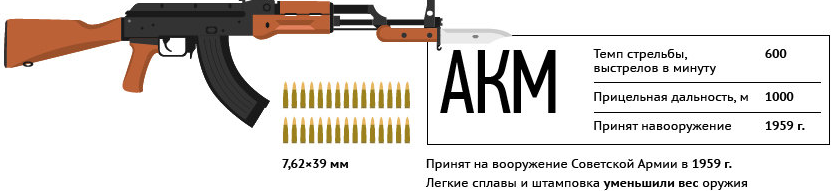 АКМ
Темп стрельбы,
выстрелов в минуту 600
Прицельная дальность, м 1000
Принят навооружение 1959 г.
7,62×39 мм
Принят на вооружение Советской Армии в 1959 г.
Легкие сплавы и штамповка уменьшили вес оружия